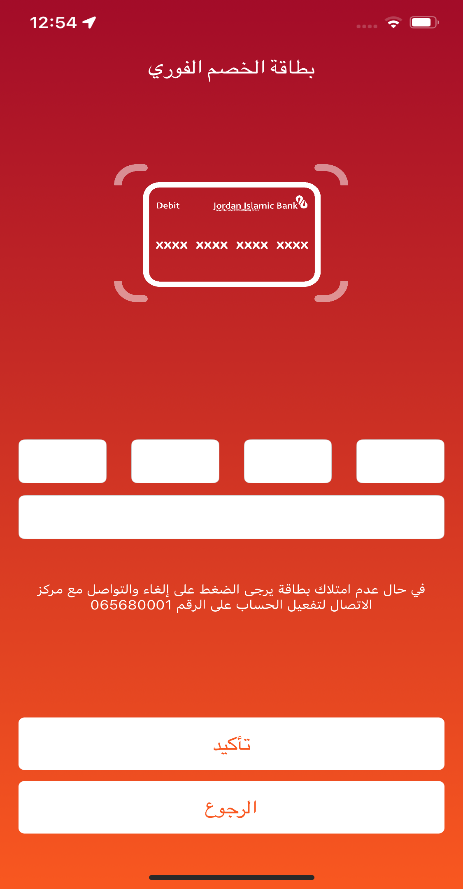 12:54
بطاقة الخصم الفوري
Debit Jordan Islamic Bank
xxxx xxxx xxxx xxxx
في حال عدم امتلاك بطاقة يرجى الضغط على إلغاء والتواصل مع مركز
الاتصال لتفعيل الحساب على الرقم 065680001
تأكيد
الرجوع